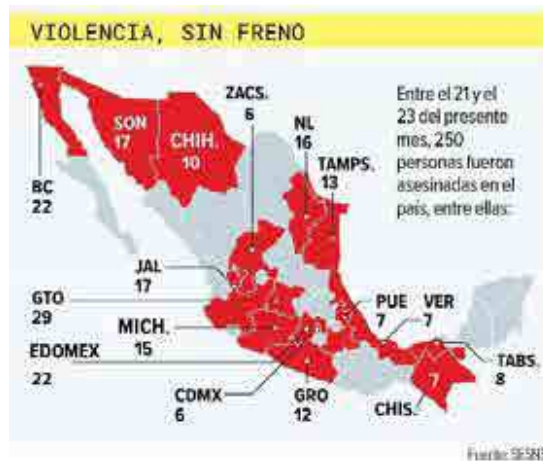 VIOLENCIA, SIN FRENO
Entre el 21 y el
23 del presente
mes, 250
personas fueron
asesinadas en el
país, entre ellas:
ZACS.
6
SON
17
CHIH.
10
NL
16
TAMPS.
13
BC
22
JAL
17
GTO
29
MICH.
15
EDOMEX
22
CDMX
6
GRO
12
PUE
7
VER
7
TABS.
8
7
CHIS.
Fuente: SESNSP